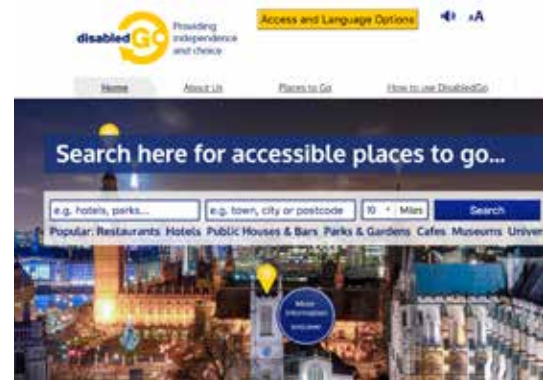 disabledGo
Providing
independence
and choice
Access and Language Options
AA
Home About Us Places to Go How to use DisabledGo
Search here for accessible places to go...
e.g. hotels, parks... e.g. town, city or postcode 10 Miles Search
Popular: Restaurants Hotels Public Houses & Bars Parks & Gardens Cafes Museums Univer
More
information